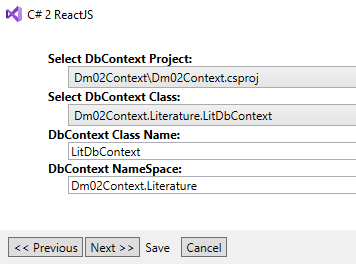 C# 2 ReactJS
Select DbContext Project:
Dm02Context\Dm02Context.csproj
Select DbContext Class:
Dm02Context.Literature.LitDbContext
DbContext Class Name:
LitDbContext
DbContext NameSpace:
Dm02Context.Literature
<< Previous Next >> Save Cancel